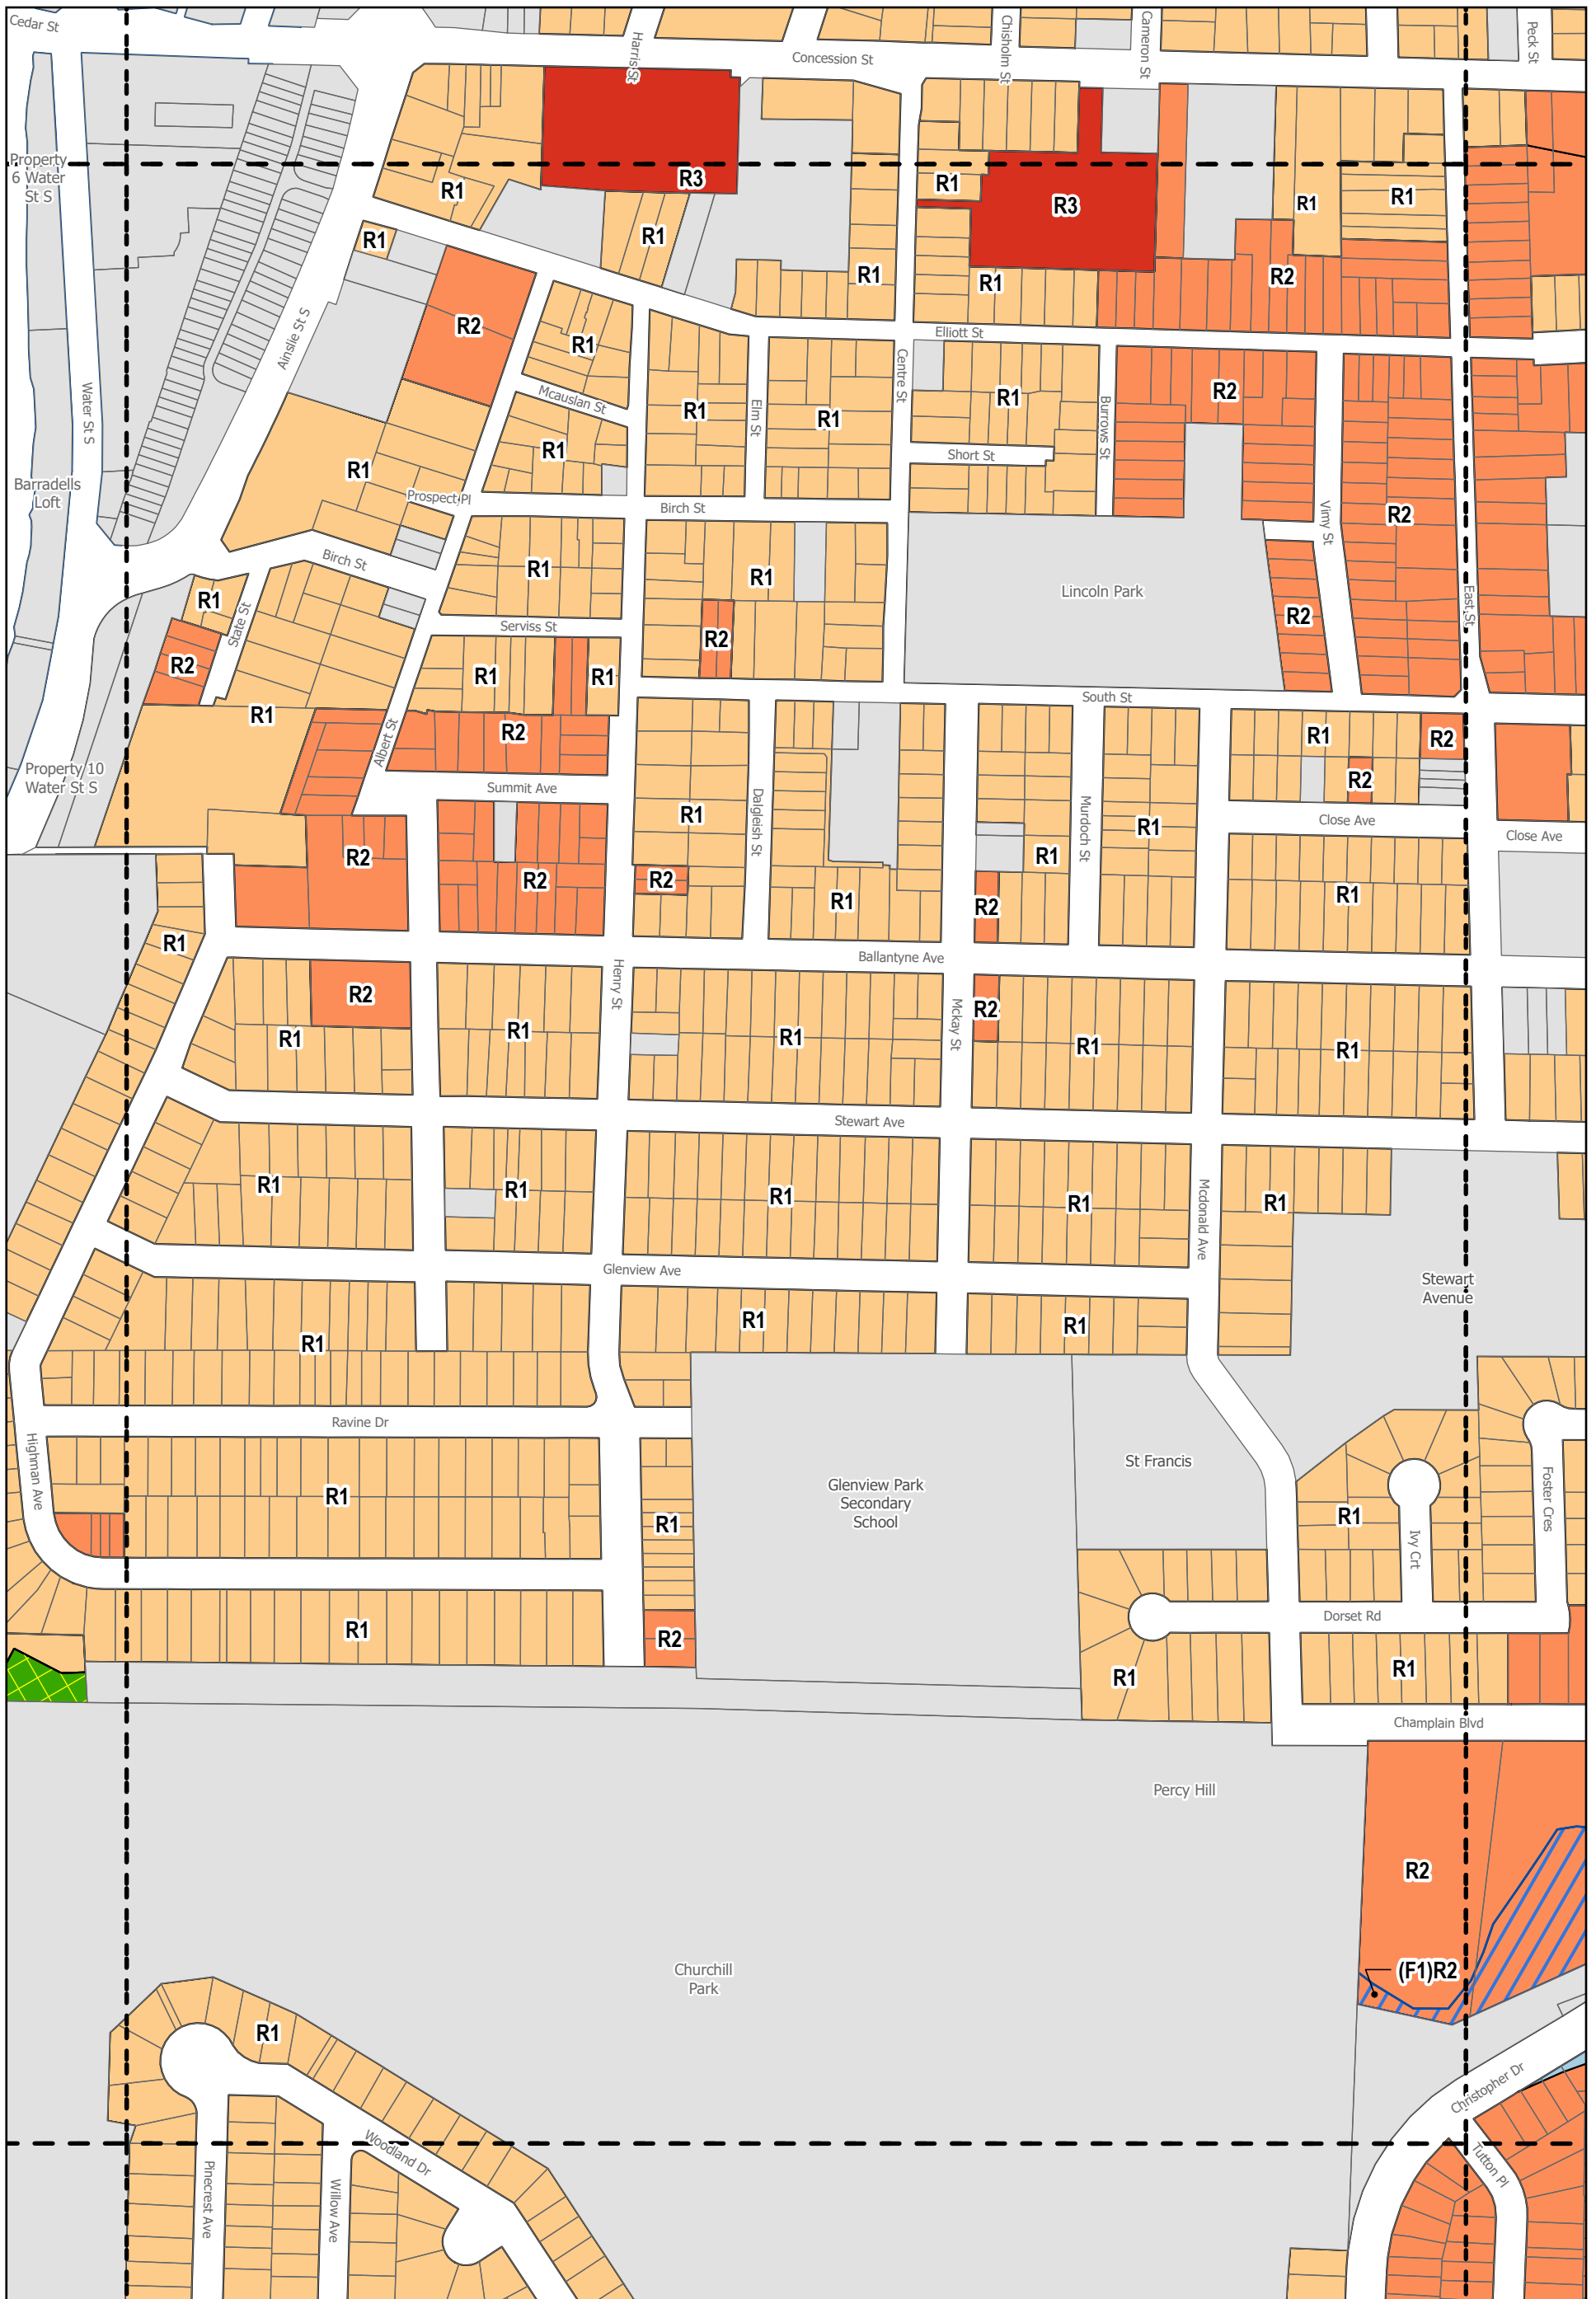 Cedar St
Harris St
Concession St
Chisholm St
Cameron St
Peck St
Property
6 Water
St S
R1
R3
R1
R3
R1
R1
R1
R1
R1
R1
R2
R1
Ainslie St S
R2
R1
Elliott St
Water St S
Mcauslan St
R1
Elm St
R1
Centre St
R1
Burrows St
R2
R1
Short St
R1
Barradells
Loft
Prospect Pl
Birch St
Vimy St
R2
Birch St
R1
R1
Lincoln Park
East St
R1
State St
Serviss St
R2
R2
R2
R1
R1
South St
R1
Albert St
R2
R1
R2
Property 10
Water St S
Summit Ave
R2
R1
Dalgleish St
Murdoch St
R1
Close Ave
Close Ave
R2
R2
R2
R1
R1
R2
R1
R1
Ballantyne Ave
R2
Henry St
Mckay St
R2
R1
R1
R1
R1
R1
Stewart Ave
R1
R1
R1
R1
Mcdonald Ave
R1
Glenview Ave
Stewart
Avenue
R1
R1
R1
Ravine Dr
Highman Ave
R1
Glenview Park
Secondary
School
St Francis
R1
R1
Ivy Crt
Foster Cres
R1
R2
Dorset Rd
R1
R1
Champlain Blvd
Percy Hill
R2
Churchill
Park
(F1)R2
R1
Christopher Dr
Woodland Dr
Tutton Pl
Pinecrest Ave
Willow Ave